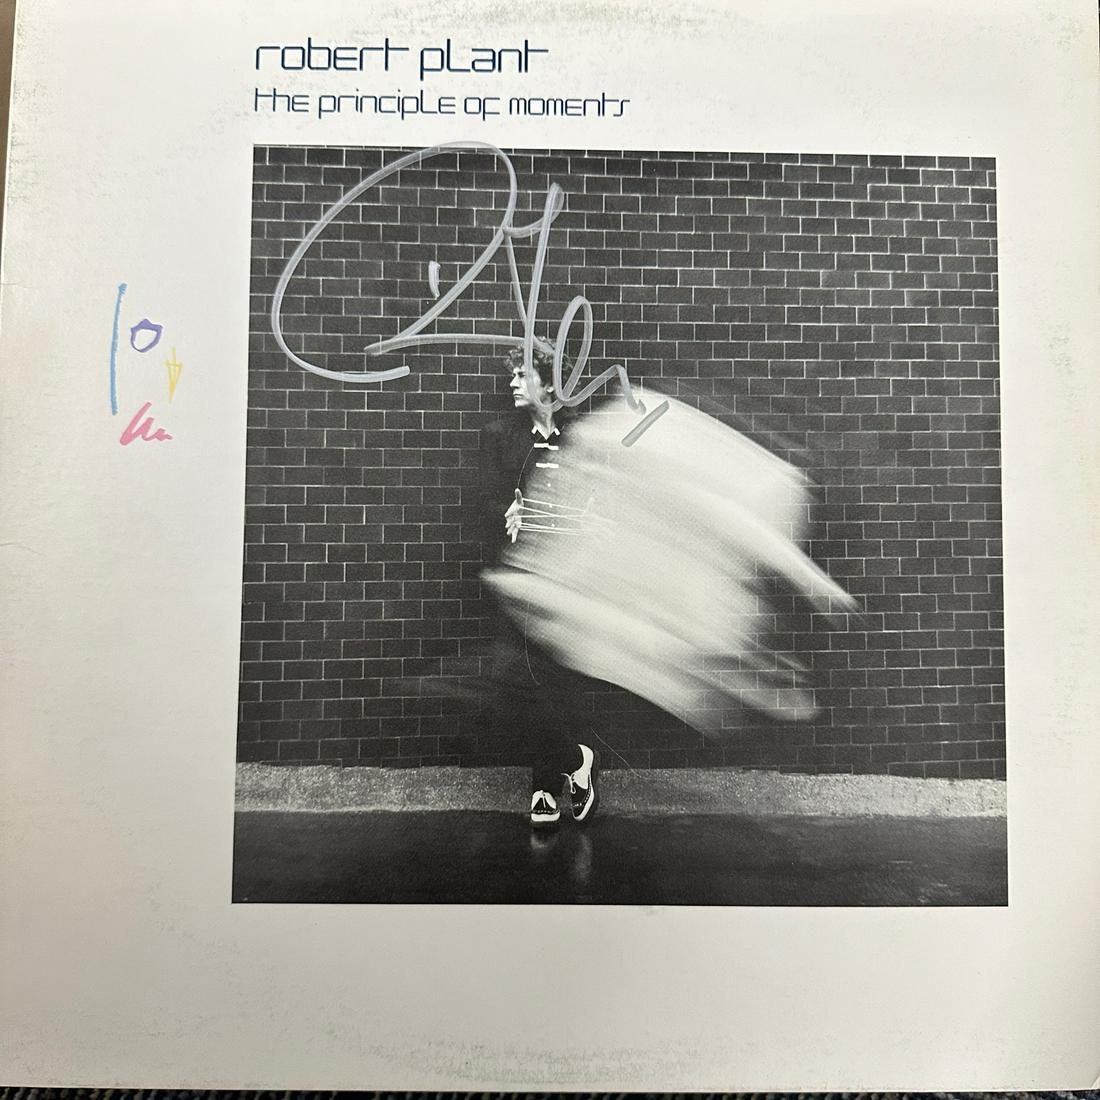 robert plant
the principle of moments